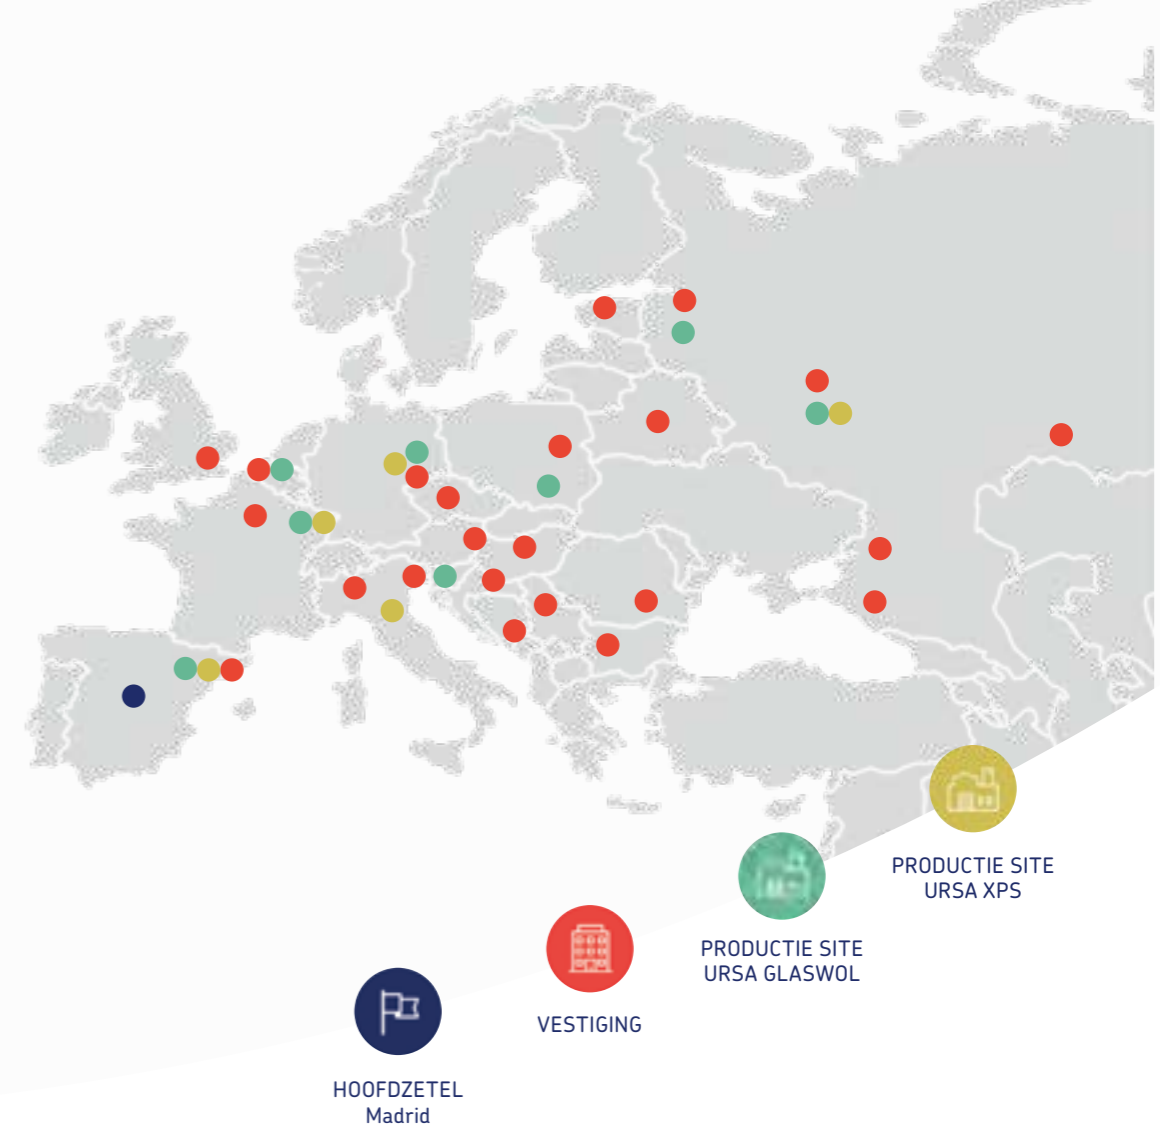 PRODUCTIE SITE
URSA XPS
PRODUCTIE SITE
URSA GLASWOL
VESTIGING
HOOFDZETEL
Madrid